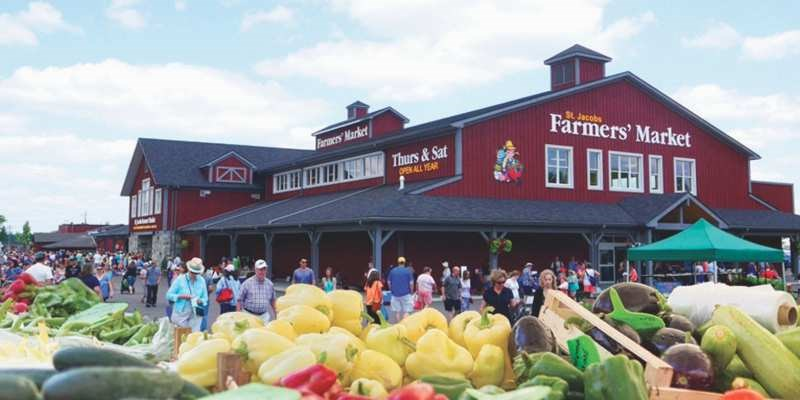 Farmers' Market
Thurs & Sat
OPEN ALL YEAR
St. Jacobs
Farmers' Market